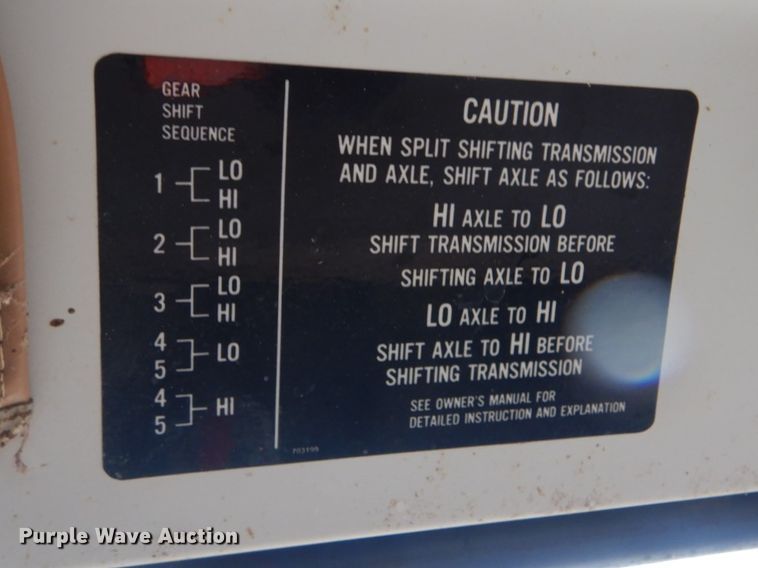 GEAR
SHIFT
SEQUENCE
1 LO
HI
2 LO
HI
3 LO
HI
4
5 LO
4
5 HI
CAUTION
WHEN SPLIT SHIFTING TRANSMISSION
AND AXLE, SHIFT AXLE AS FOLLOWS:
HI AXLE TO LO
SHIFT TRANSMISSION BEFORE
SHIFTING AXLE TO LO
LO AXLE TO HI
SHIFT AXLE TO HI BEFORE
SHIFTING TRANSMISSION
SEE OWNER'S MANUAL FOR
DETAILED INSTRUCTION AND EXPLANATION
Purple Wave Auction